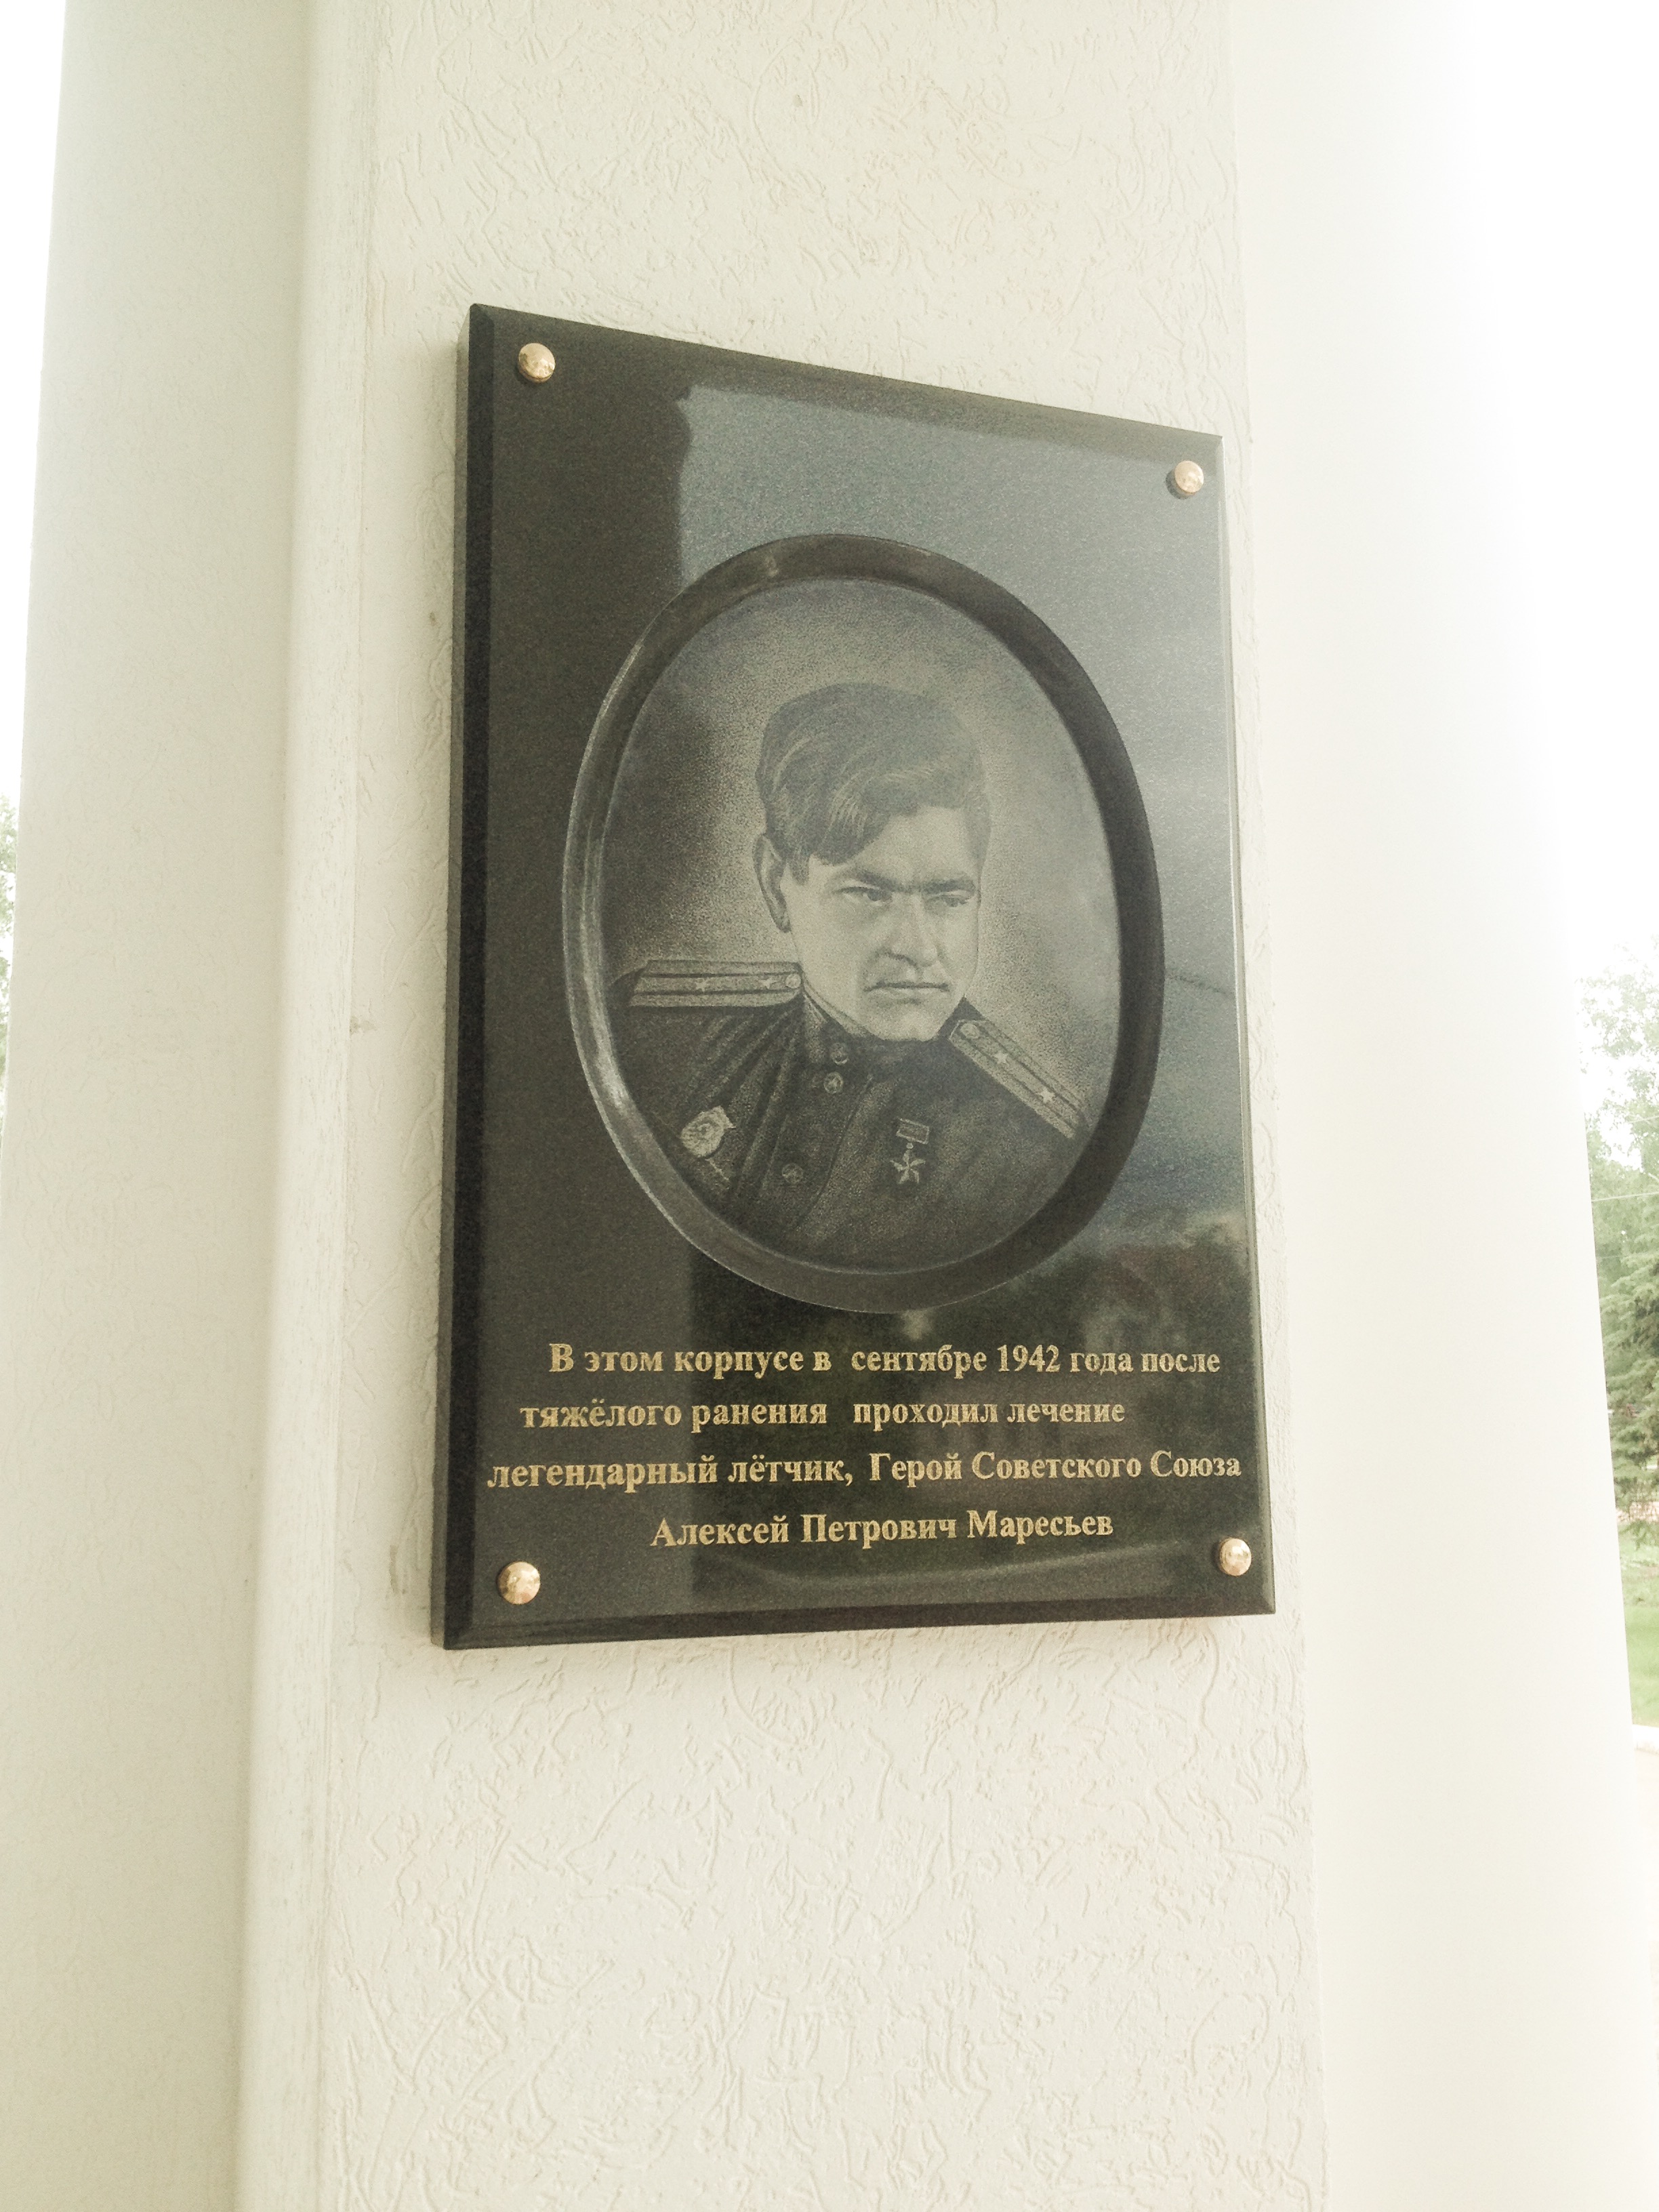 В этом корпусе в сентябре 1942 года после
тяжёлого ранения проходил лечение
легендарный лётчик, Герой Советского Союза
Алексей Петрович Маресьев